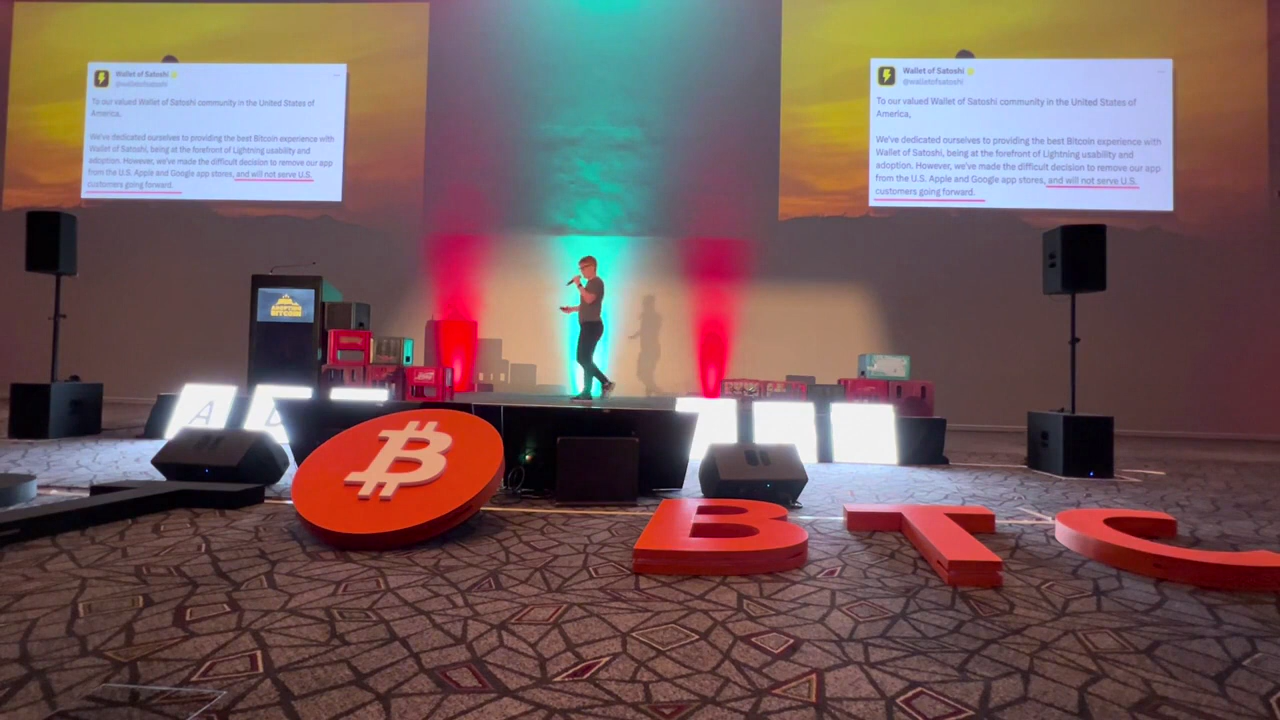 Wallet of Satoshi
@walletofsatoshi
To our valued Wallet of Satoshi community in the United States of
America,
We've dedicated ourselves to providing the best Bitcoin experience with
Wallet of Satoshi, being at the forefront of Lightning usability and
adoption. However, we've made the difficult decision to remove our app
from the U.S. Apple and Google app stores, and will not serve U.S.
customers going forward.
Wallet of Satoshi
@walletofsatoshi
To our valued Wallet of Satoshi community in the United States of
America,
We've dedicated ourselves to providing the best Bitcoin experience with
Wallet of Satoshi, being at the forefront of Lightning usability and
adoption. However, we've made the difficult decision to remove our app
from the U.S. Apple and Google app stores, and will not serve U.S.
customers going forward.
ADOPTING
BITCOIN
A
₿
BTC